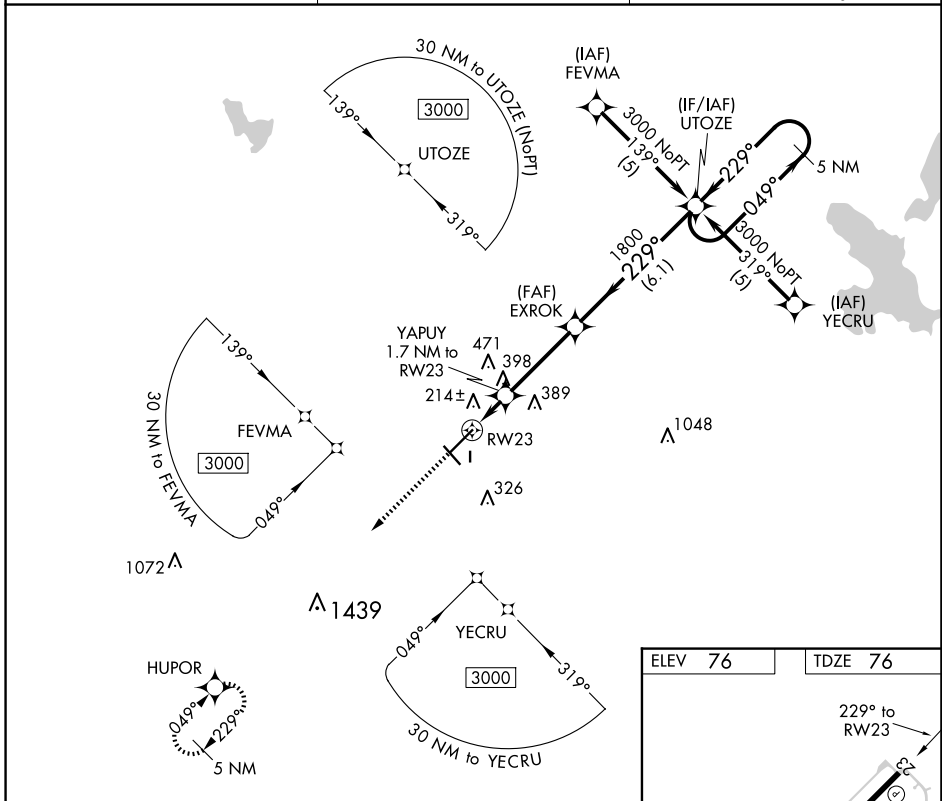 30 NM to UTOZE (NoPT)
139°
3000
UTOZE
319°
(IAF)
FEVMA
3000 NoPT
139°
(5)
(IF/IAF)
UTOZE
229°
049°
5 NM
3000 NoPT
319°
(5)
(IAF)
YECRU
1800
229°
(6.1)
(FAF)
EXROK
YAPUY
1.7 NM to
RW23
471
398
214±
389
RW23
1048
326
139°
FEVMA
3000
30 NM to FEVMA
049°
1072
1439
049°
YECRU
3000
319°
30 NM to YECRU
HUPOR
049°
229°
5 NM
ELEV 76
TDZE 76
229° to
RW23
23
P